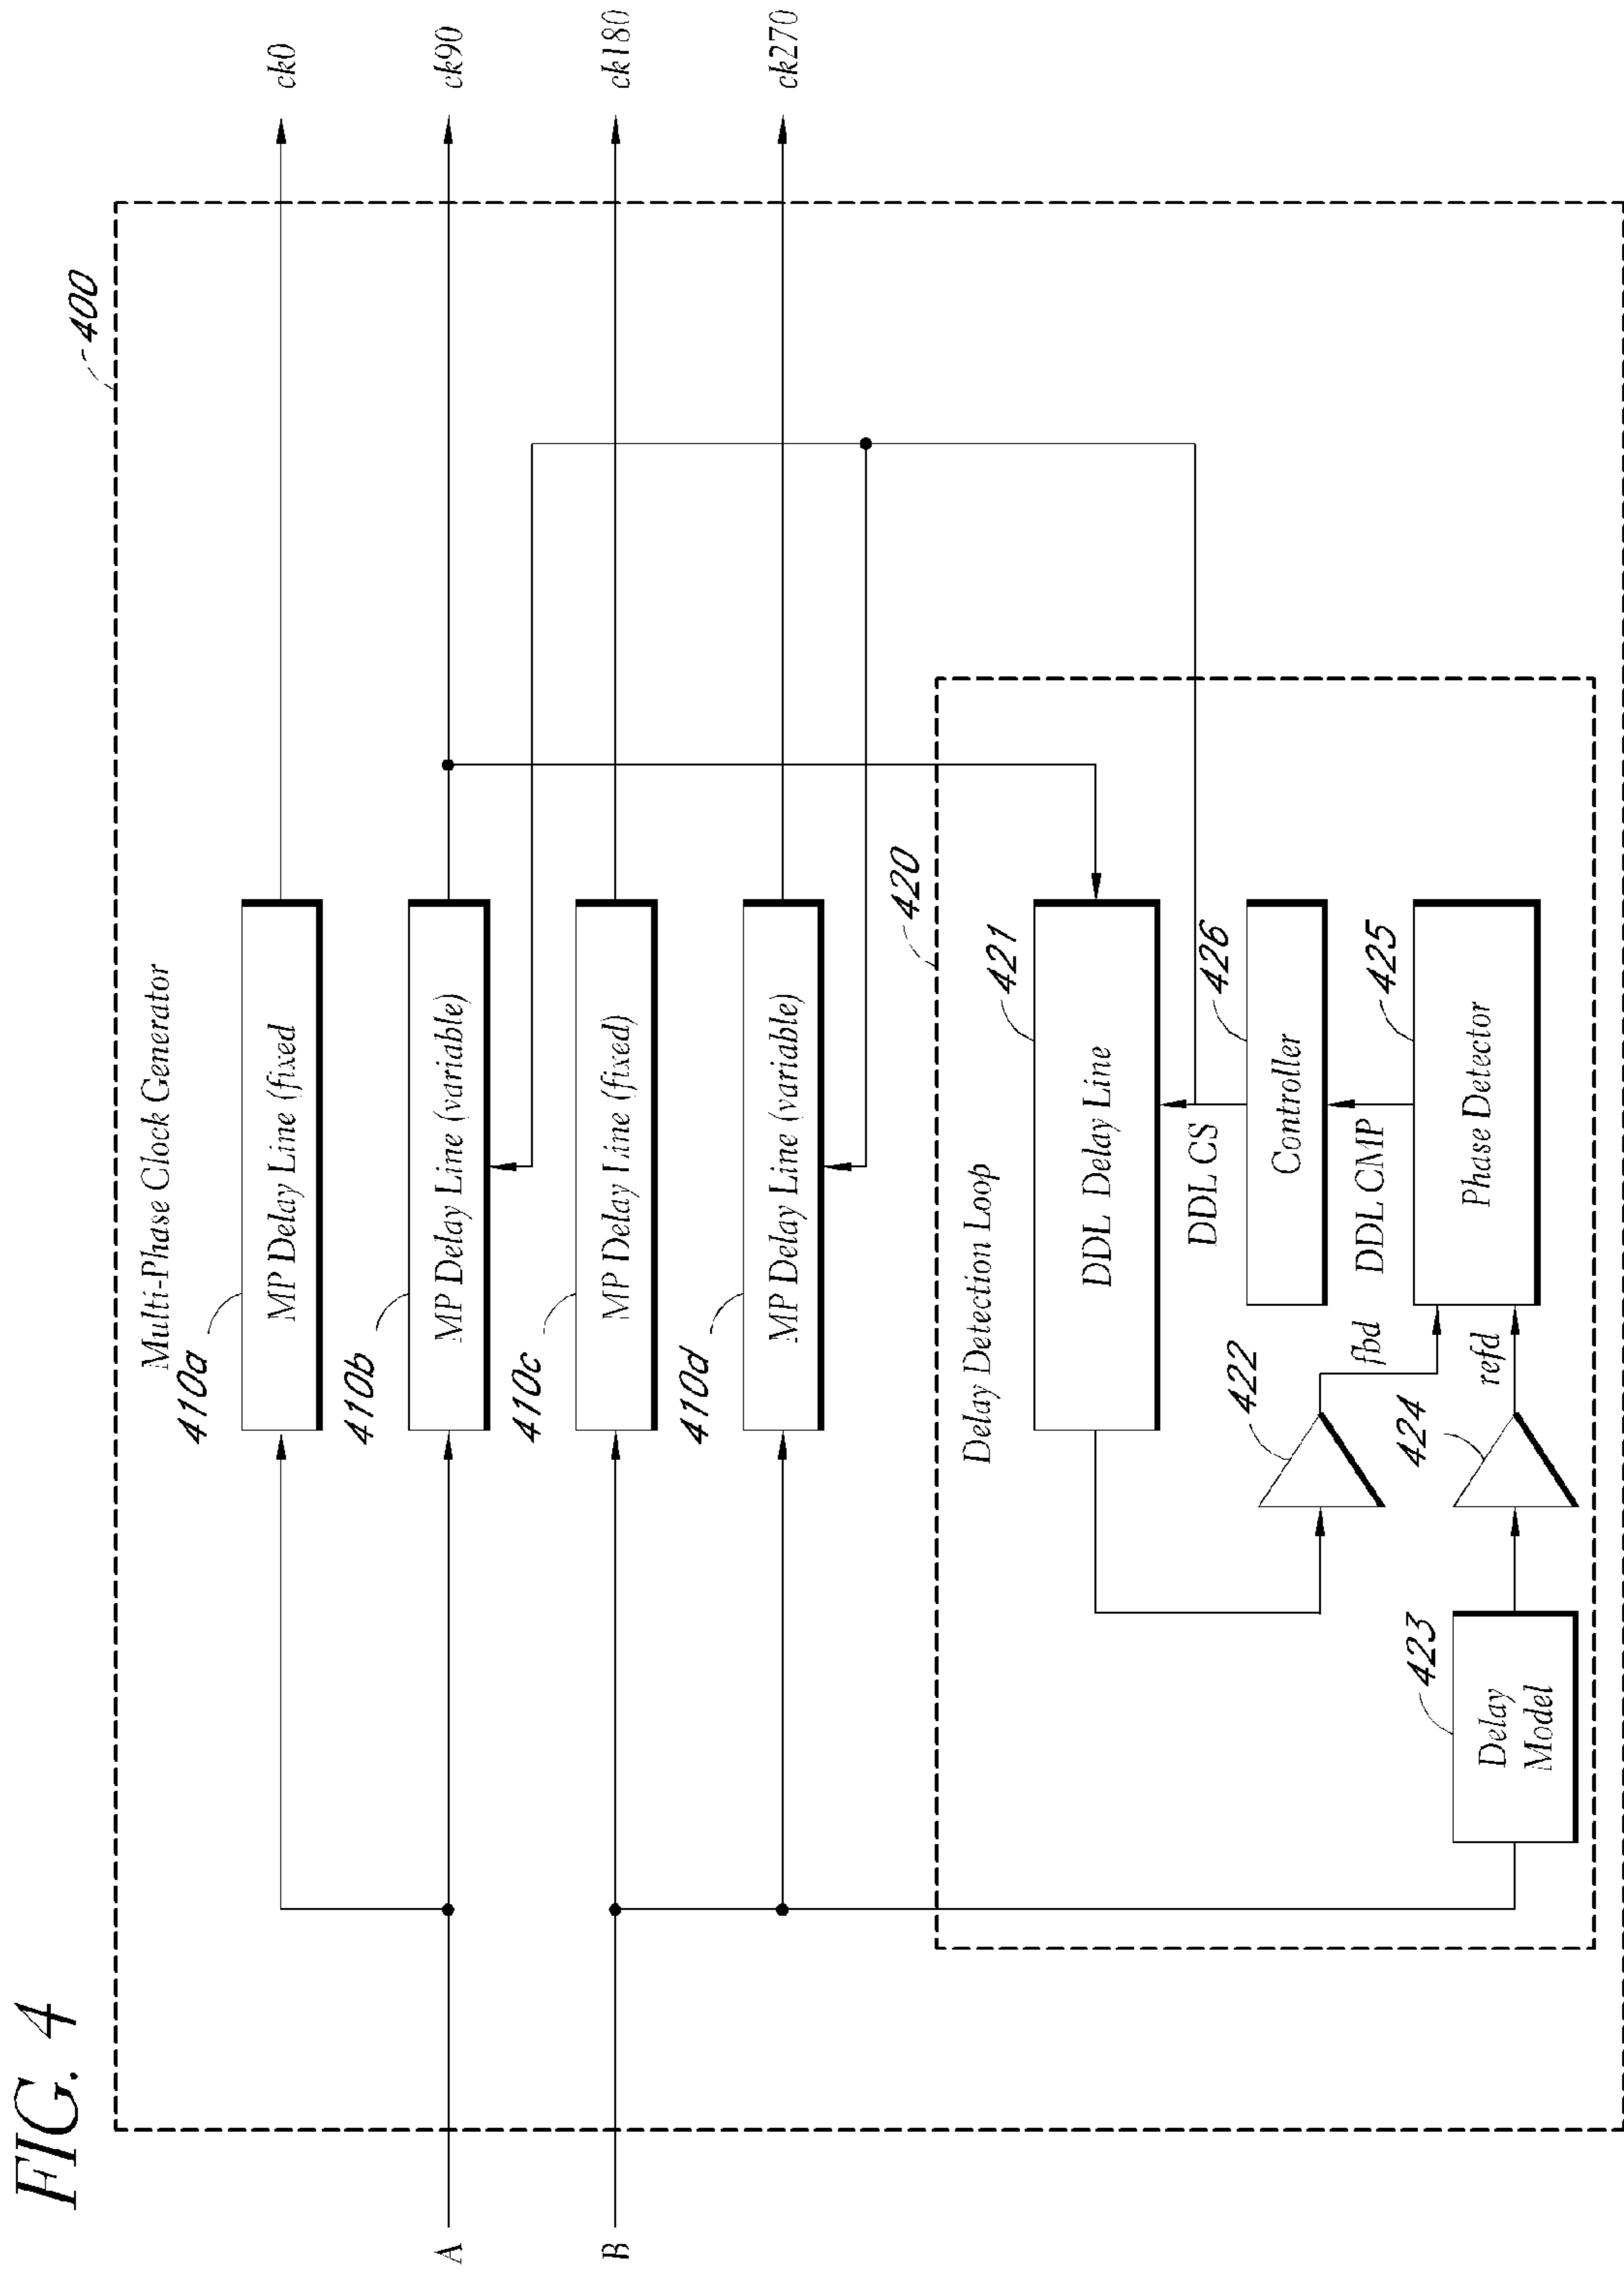 FIG. 4
400
Multi-Phase Clock Generator
410a
MP Delay Line (fixed
ck0
A
410b
MP Delay Line (variable)
ck90
B
410c
MP Delay Line (fixed)
ck180
410d
MP Delay Line (variable)
ck270
420
Delay Detection Loop
421
DDL Delay Line
DDL CS
422
426
Controller
fbd
DDL CMP
423
Delay
Model
424
refd
425
Phase Detector